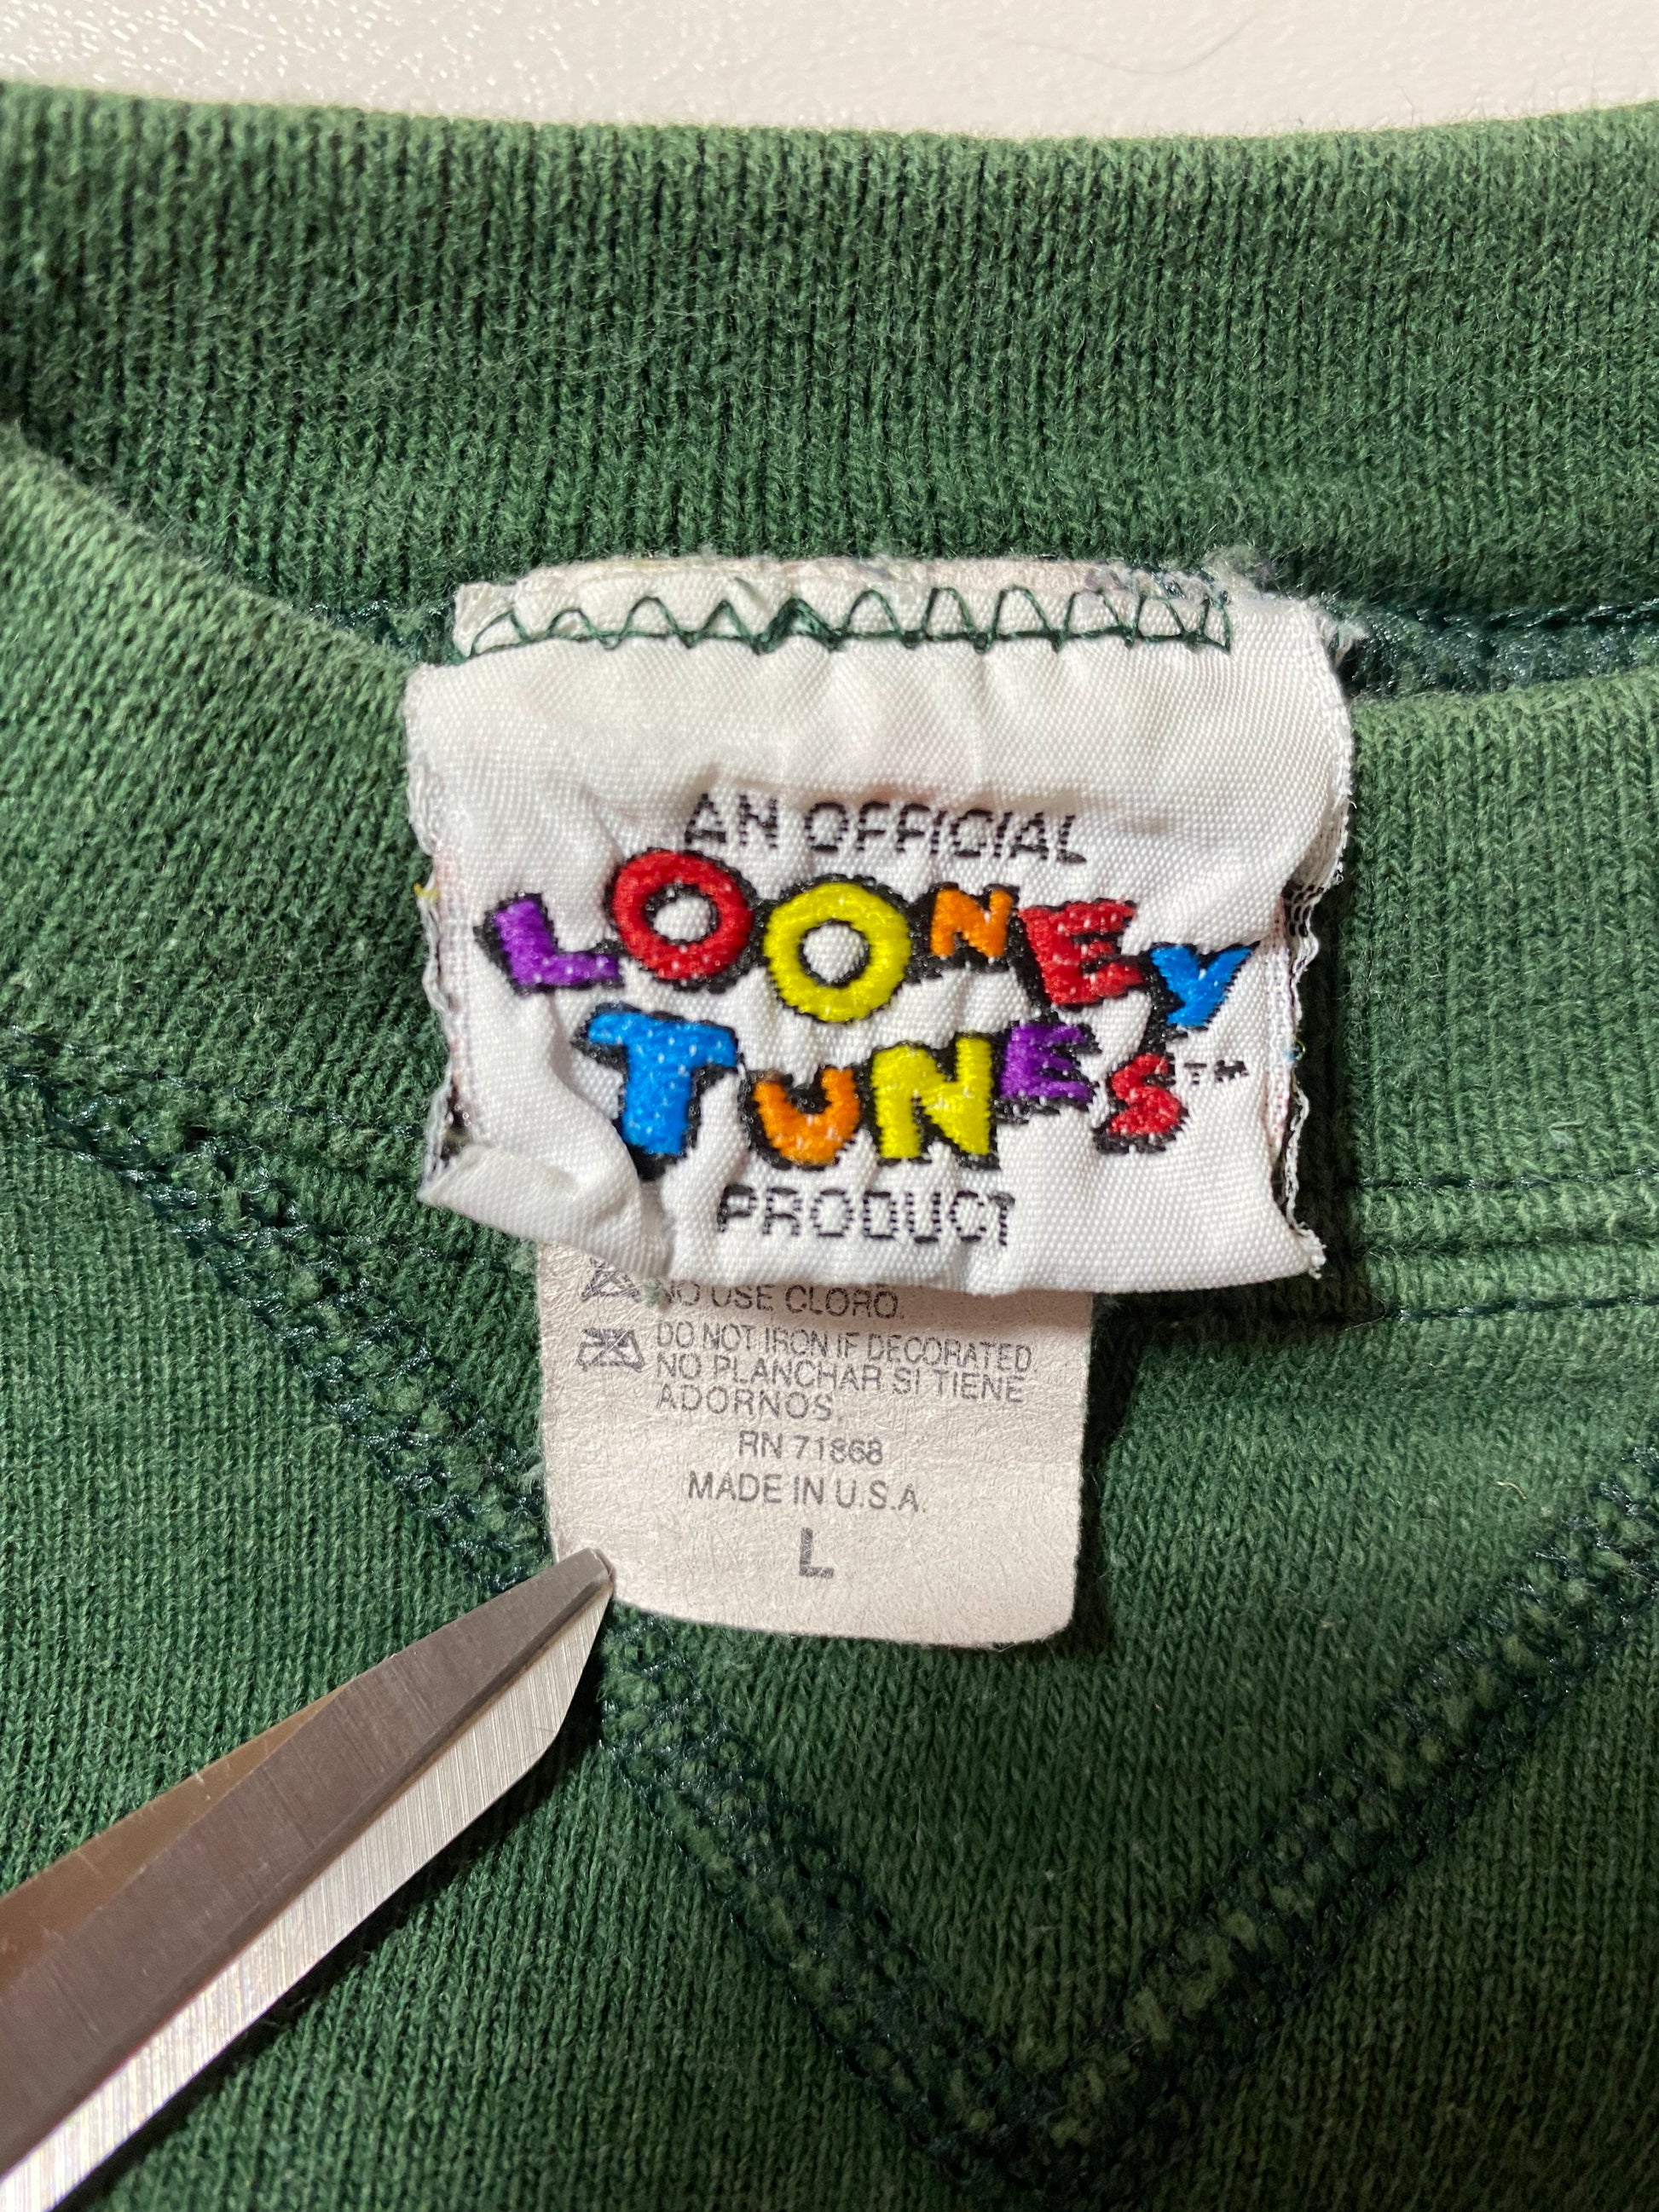 AN OFFICIAL
LOONEY
TUNES™
PRODUCT
NO USE CLORO.
DO NOT IRON IF DECORATED.
NO PLANCHAR SI TIENE
ADORNOS.
RN 71868
MADE IN U.S.A.
L